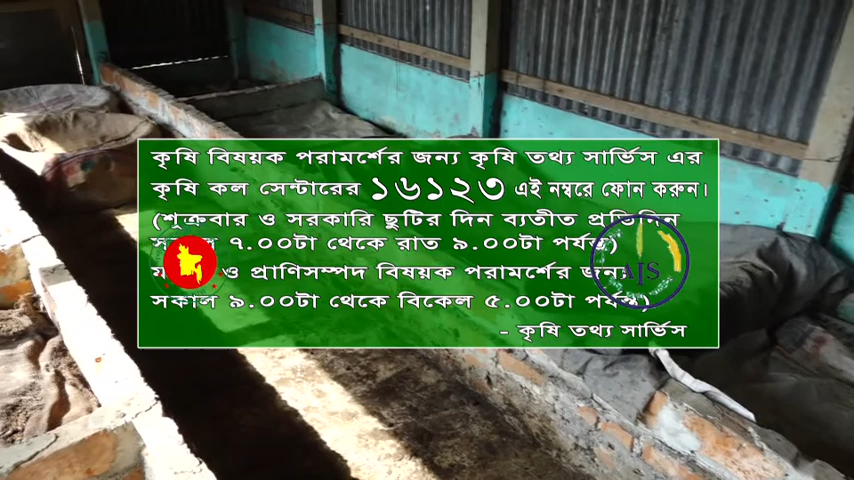 কৃষি বিষয়ক পরামর্শের জন্য কৃষি তথ্য সার্ভিস এর
কৃষি কল সেন্টারের ১৬১২৩ এই নম্বরে ফোন করুন।
(শুক্রবার ও সরকারি ছুটির দিন ব্যতীত প্রতিদিন
৭.০০টা থেকে রাত ৯.০০টা পর্যন্ত)
ও প্রাণিসম্পদ বিষয়ক পরামর্শের জন্য
সকাল ৯.০০টা থেকে বিকেল ৫.০০টা পর্যন্ত)
- কৃষি তথ্য সার্ভিস
AIS